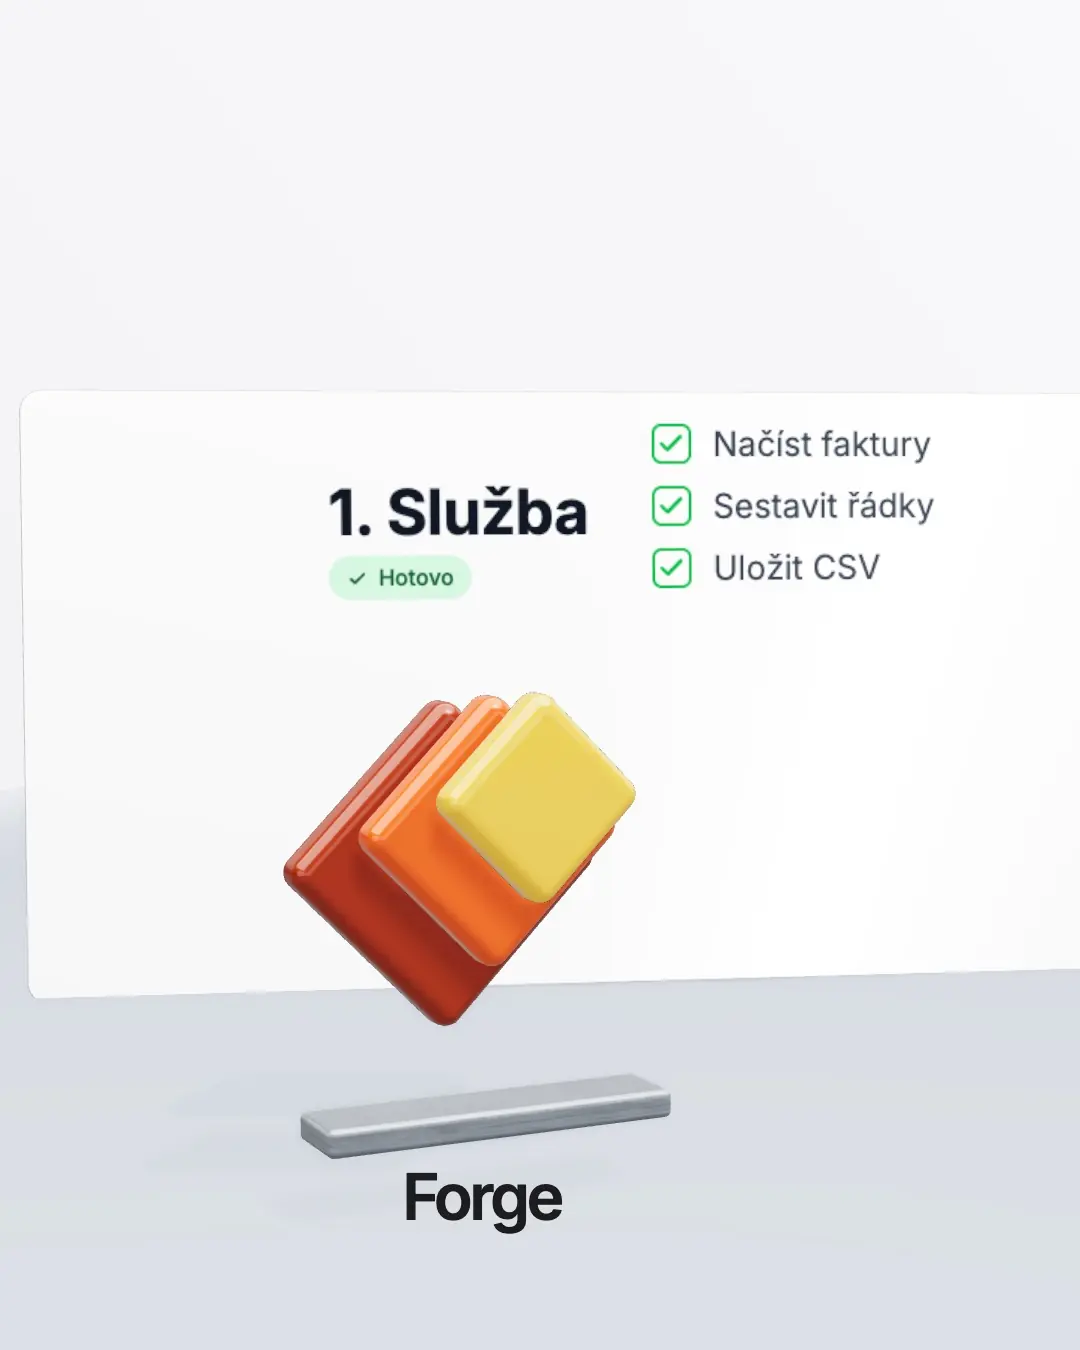 1. Služba
Hotovo
Načíst faktury
Sestavit řádky
Uložit CSV
Forge